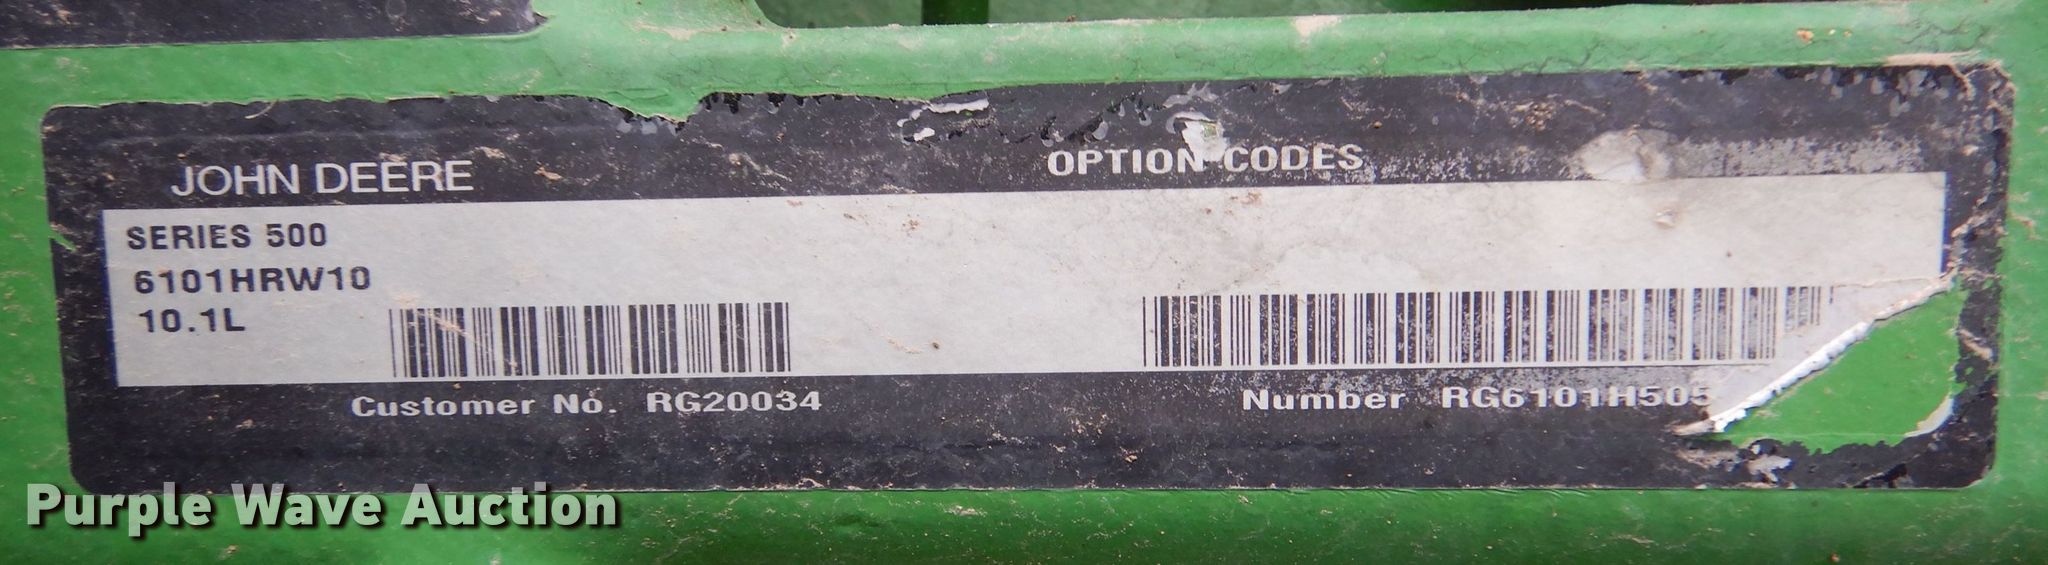 JOHN DEERE
OPTION CODES
SERIES 500
6101HRW10
10.1L
Customer No. RG20034
Number RG6101H505
Purple Wave Auction